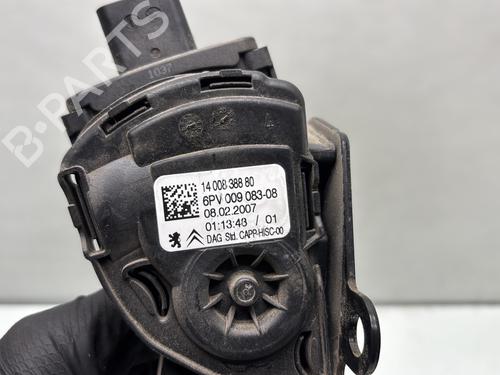 B-PARTS
1037
14 008 388 80
6PV 009 083-08
08.02.2007
01:13:43 / 01
DAG Std. CAPP-HISC-00